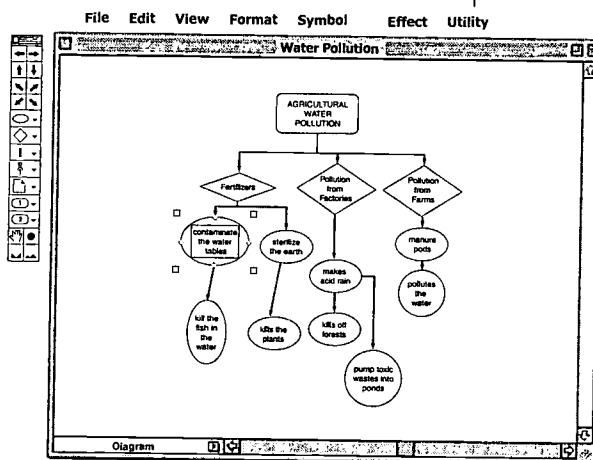 File Edit View Format Symbol Effect Utility
Water Pollution
AGRICULTURAL
WATER
POLLUTION
Fertilizers
Pollution
from
Factories
Pollution
from
Farms
contaminate
the water
tables
sterilize
the earth
manure
pods
makes
acid rain
pollutes
the
water
kill the
fish in
the
water
kills the
plants
kills off
forests
pump toxic
wastes into
ponds
Diagram